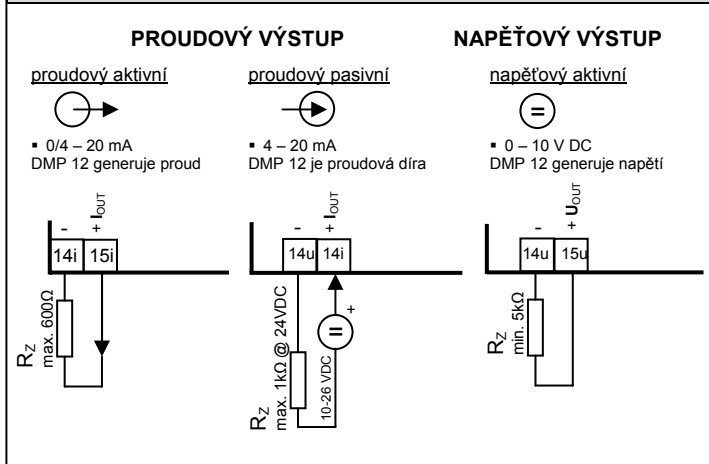 PROUDOVÝ VÝSTUP
NAPĚŤOVÝ VÝSTUP
proudový aktivní
▪ 0/4 – 20 mA
DMP 12 generuje proud
- + IOUT
14i 15i
RZ
max. 600Ω
proudový pasivní
▪ 4 – 20 mA
DMP 12 je proudová díra
- + IOUT
14u 14i
RZ
max. 1kΩ @ 24VDC
= +
10-26 VDC
napěťový aktivní
=
▪ 0 – 10 V DC
DMP 12 generuje napětí
- + UOUT
14u 15u
RZ
min. 5kΩ